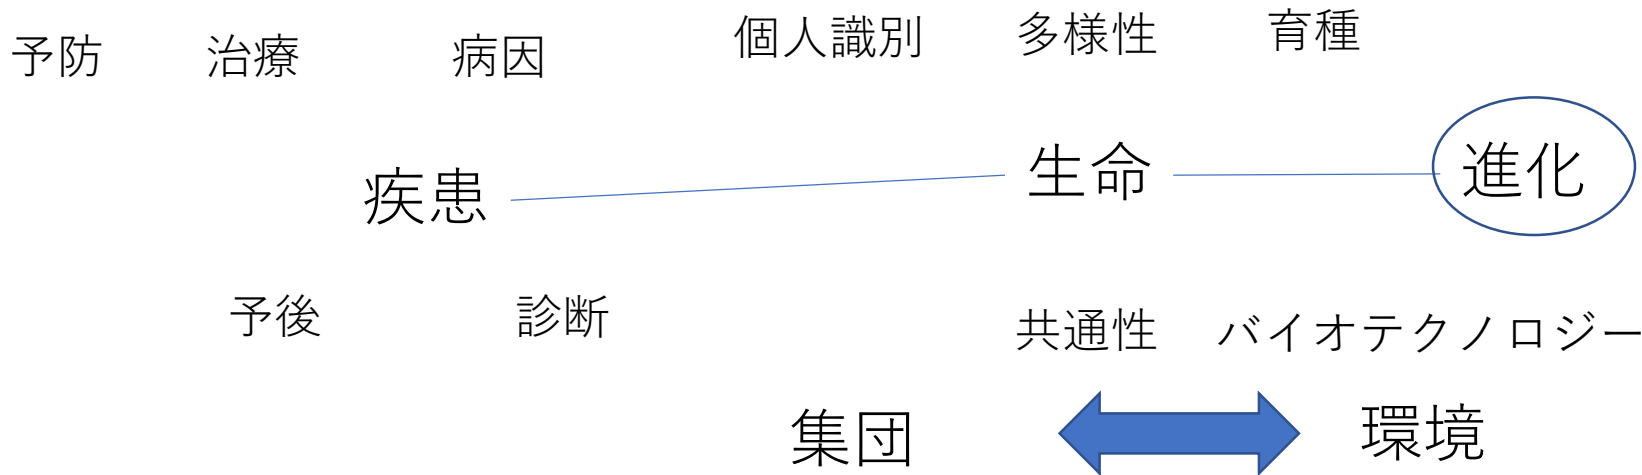 予防 治療 病因 個人識別 多様性 育種
疾患 生命 進化
予後 診断 共通性 バイオテクノロジー
集団 環境